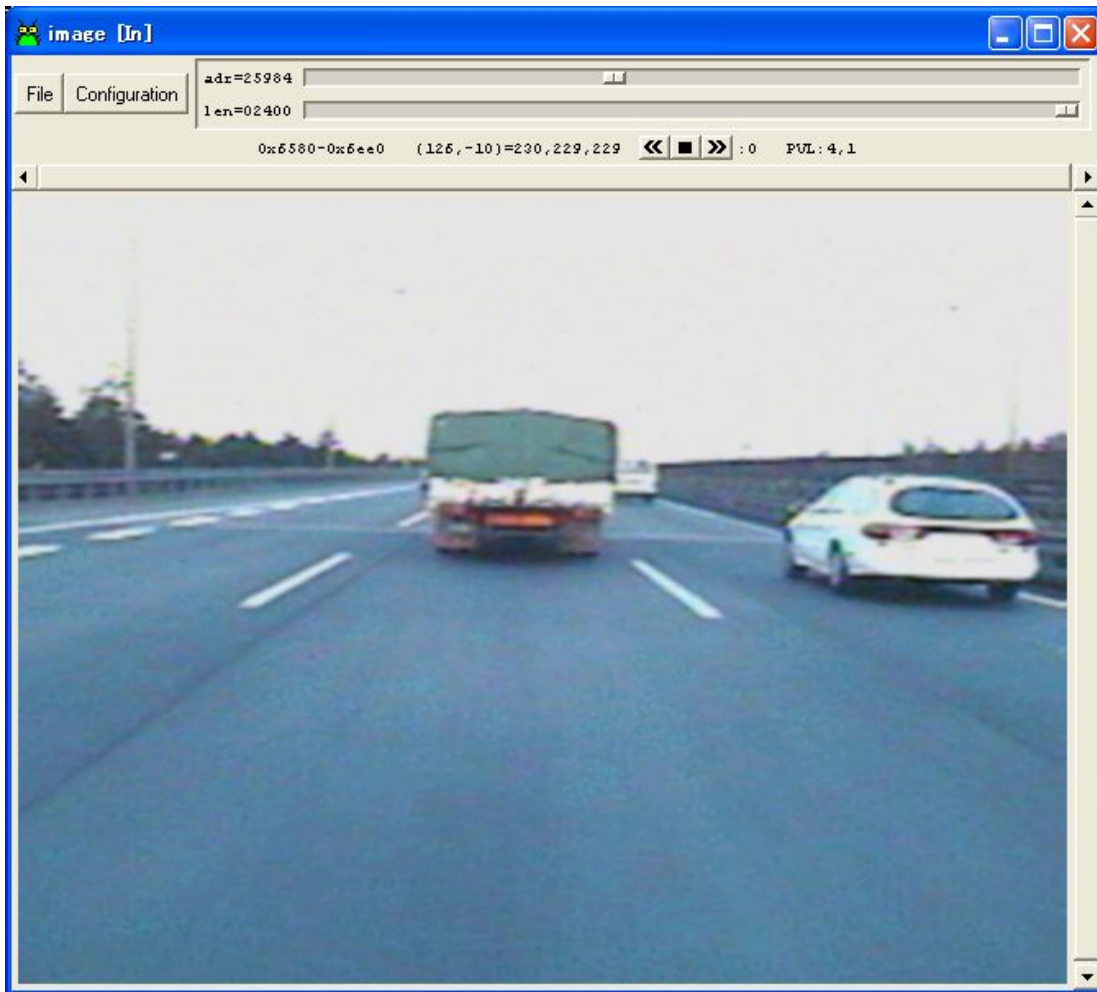 image [In]
File Configuration adr=25984
len=02400
0x6580-0x6ee0 (126,-10)=230,229,229 :0 PVL:4,1